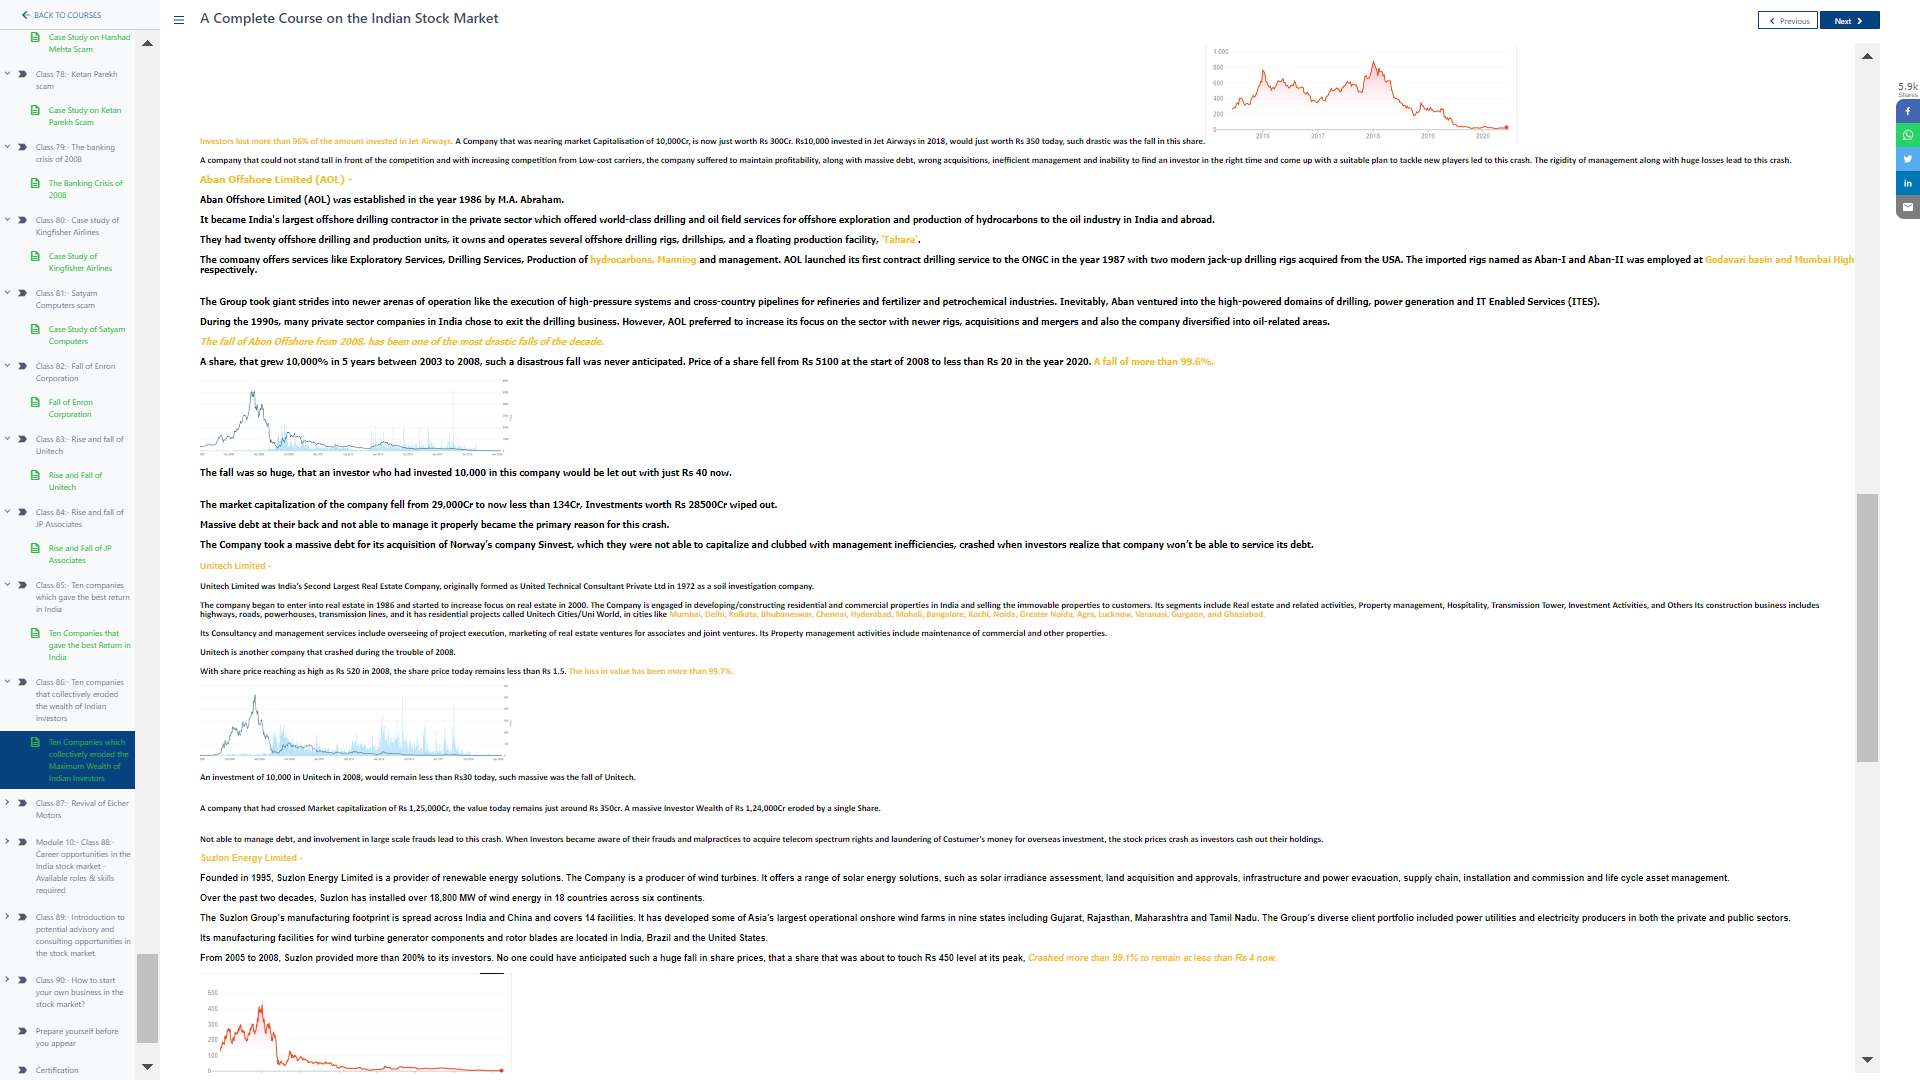 BACK TO COURSES
Case Study on Harshad
Mehta Scam
Class 78:- Ketan Parekh
scam
Case Study on Ketan
Parekh Scam
Class 79:- The banking
crisis of 2008
The Banking Crisis of
2008
Class 80:- Case study of
Kingfisher Airlines
Case Study of
Kingfisher Airlines
Class 81:- Satyam
Computers scam
Case Study of Satyam
Computers
Class 82:- Fall of Enron
Corporation
Fall of Enron
Corporation
Class 83:- Rise and fall of
Unitech
Rise and Fall of
Unitech
Class 84:- Rise and fall of
JP Associates
Rise and Fall of JP
Associates
Class 85:- Ten companies
which gave the best return
in India
Ten Companies that
gave the best Return in
India
Class 86:- Ten companies
that collectively eroded
the wealth of Indian
investors
Ten Companies which
collectively eroded the
Maximum Wealth of
Indian Investors
Class 87:- Revival of Eicher
Motors
Module 10:- Class 88:-
Career opportunities in the
India stock market -
Available roles & skills
required
Class 89:- Introduction to
potential advisory and
consulting opportunities in
the stock market.
Class 90:- How to start
your own business in the
stock market?
Prepare yourself before
you appear
Certification
A Complete Course on the Indian Stock Market
Previous
Next
5.9k
Shares
1,000
800
600
400
200
0
2016 2017 2018 2019 2020
Investors lost more than 96% of the amount invested in Jet Airways. A Company that was nearing market Capitalisation of 10,000Cr, is now just worth Rs 300Cr. Rs10,000 invested in Jet Airways in 2018, would just worth Rs 350 today, such drastic was the fall in this share.
A company that could not stand tall in front of the competition and with increasing competition from Low-cost carriers, the company suffered to maintain profitability, along with massive debt, wrong acquisitions, inefficient management and inability to find an investor in the right time and come up with a suitable plan to tackle new players led to this crash. The rigidity of management along with huge losses lead to this crash.
Aban Offshore Limited (AOL) -
Aban Offshore Limited (AOL) was established in the year 1986 by M.A. Abraham.
It became India's largest offshore drilling contractor in the private sector which offered world-class drilling and oil field services for offshore exploration and production of hydrocarbons to the oil industry in India and abroad.
They had twenty offshore drilling and production units, it owns and operates several offshore drilling rigs, drillships, and a floating production facility, 'Tahara'.
The company offers services like Exploratory Services, Drilling Services, Production of hydrocarbons, Manning and management. AOL launched its first contract drilling service to the ONGC in the year 1987 with two modern jack-up drilling rigs acquired from the USA. The imported rigs named as Aban-I and Aban-II was employed at Godavari basin and Mumbai High
respectively.
The Group took giant strides into newer arenas of operation like the execution of high-pressure systems and cross-country pipelines for refineries and fertilizer and petrochemical industries. Inevitably, Aban ventured into the high-powered domains of drilling, power generation and IT Enabled Services (ITES).
During the 1990s, many private sector companies in India chose to exit the drilling business. However, AOL preferred to increase its focus on the sector with newer rigs, acquisitions and mergers and also the company diversified into oil-related areas.
The fall of Abon Offshore from 2008, has been one of the most drastic falls of the decade.
A share, that grew 10,000% in 5 years between 2003 to 2008, such a disastrous fall was never anticipated. Price of a share fell from Rs 5100 at the start of 2008 to less than Rs 20 in the year 2020. A fall of more than 99.6%.
The fall was so huge, that an investor who had invested 10,000 in this company would be let out with just Rs 40 now.
The market capitalization of the company fell from 29,000Cr to now less than 134Cr, Investments worth Rs 28500Cr wiped out.
Massive debt at their back and not able to manage it properly became the primary reason for this crash.
The Company took a massive debt for its acquisition of Norway's company Sinvest, which they were not able to capitalize and clubbed with management inefficiencies, crashed when investors realize that company won't be able to service its debt.
Unitech Limited -
Unitech Limited was India's Second Largest Real Estate Company, originally formed as United Technical Consultant Private Ltd in 1972 as a soil investigation company.
The company began to enter into real estate in 1986 and started to increase focus on real estate in 2000. The Company is engaged in developing/constructing residential and commercial properties in India and selling the immovable properties to customers. Its segments include Real estate and related activities, Property management, Hospitality, Transmission Tower, Investment Activities, and Others Its construction business includes
highways, roads, powerhouses, transmission lines, and it has residential projects called Unitech Cities/Uni World, in cities like Mumbai, Delhi, Kolkata, Bhubaneswar, Chennai, Hyderabad, Mohali, Bangalore, Kochi, Noida, Greater Noida, Agra, Lucknow, Varanasi, Gurgaon, and Ghaziabad.
Its Consultancy and management services include overseeing of project execution, marketing of real estate ventures for associates and joint ventures. Its Property management activities include maintenance of commercial and other properties.
Unitech is another company that crashed during the trouble of 2008.
With share price reaching as high as Rs 520 in 2008, the share price today remains less than Rs 1.5. The loss in value has been more than 99.7%.
An investment of 10,000 in Unitech in 2008, would remain less than Rs30 today, such massive was the fall of Unitech.
A company that had crossed Market capitalization of Rs 1,25,000Cr, the value today remains just around Rs 350cr. A massive Investor Wealth of Rs 1,24,000Cr eroded by a single Share.
Not able to manage debt, and involvement in large scale frauds lead to this crash. When Investors became aware of their frauds and malpractices to acquire telecom spectrum rights and laundering of Costumer's money for overseas investment, the stock prices crash as investors cash out their holdings.
Suzlon Energy Limited -
Founded in 1995, Suzlon Energy Limited is a provider of renewable energy solutions. The Company is a producer of wind turbines. It offers a range of solar energy solutions, such as solar irradiance assessment, land acquisition and approvals, infrastructure and power evacuation, supply chain, installation and commission and life cycle asset management.
Over the past two decades, Suzlon has installed over 18,800 MW of wind energy in 18 countries across six continents.
The Suzlon Group's manufacturing footprint is spread across India and China and covers 14 facilities. It has developed some of Asia's largest operational onshore wind farms in nine states including Gujarat, Rajasthan, Maharashtra and Tamil Nadu. The Group's diverse client portfolio included power utilities and electricity producers in both the private and public sectors.
Its manufacturing facilities for wind turbine generator components and rotor blades are located in India, Brazil and the United States.
From 2005 to 2008, Suzlon provided more than 200% to its investors. No one could have anticipated such a huge fall in share prices, that a share that was about to touch Rs 450 level at its peak, Crashed more than 99.1% to remain at less than Rs 4 now.
500
400
300
200
100
0